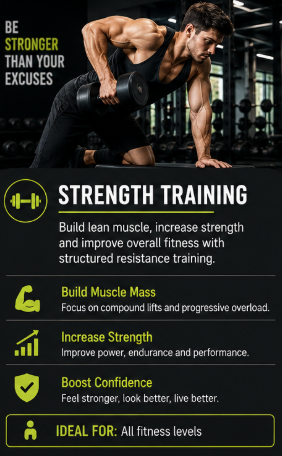 BE
STRONGER
THAN YOUR
EXCUSES
STRENGTH TRAINING
Build lean muscle, increase strength
and improve overall fitness with
structured resistance training.
Build Muscle Mass
Focus on compound lifts and progressive overload.
Increase Strength
Improve power, endurance and performance.
Boost Confidence
Feel stronger, look better, live better.
IDEAL FOR: All fitness levels